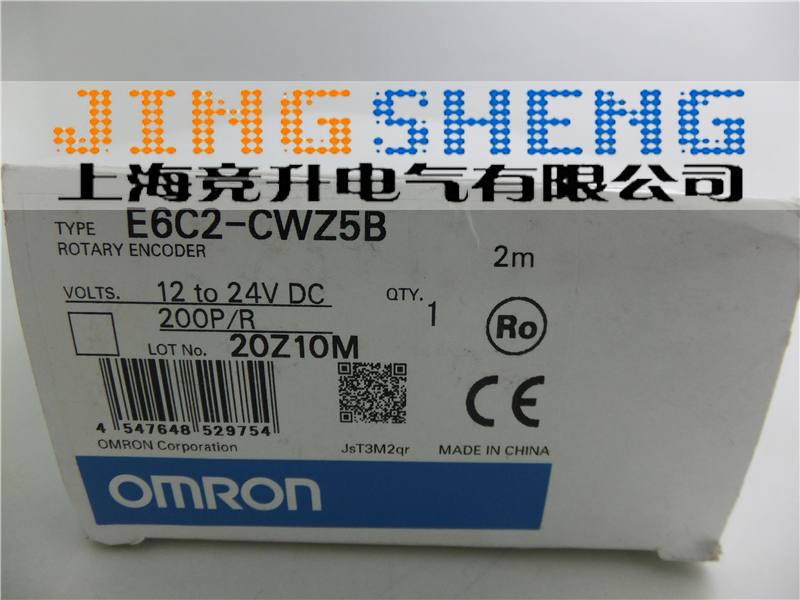 JINGSHENG
上海竞升电气有限公司
TYPE E6C2-CWZ5B
ROTARY ENCODER
2m
VOLTS. 12 to 24V DC QTY. 1
200P/R
Ro
LOT No. 20Z10M
4 547648 529754
CE
OMRON Corporation JsT3M2qr MADE IN CHINA
OMRON